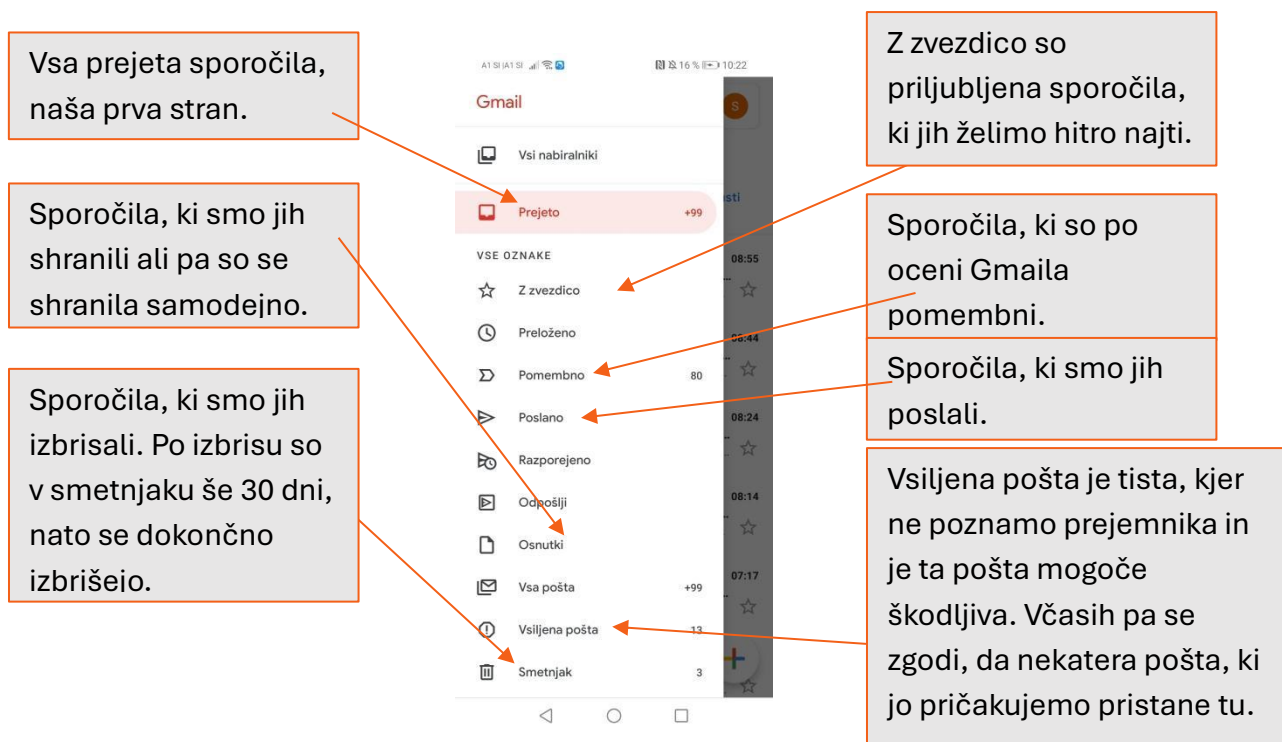 Vsa prejeta sporočila,
naša prva stran.
Sporočila, ki smo jih
shranili ali pa so se
shranila samodejno.
Sporočila, ki smo jih
izbrisali. Po izbrisu so
v smetnjaku še 30 dni,
nato se dokončno
izbrišejo.
A1 SI |A1 SI 16 % 10:22
Gmail
S
Vsi nabiralniki
Prejeto +99
sti
VSE OZNAKE
08:55
Z zvezdico
Preloženo
08:44
Pomembno 80
Poslano
08:24
Razporejeno
Odpošlji
08:14
Osnutki
Vsa pošta +99
07:17
Vsiljena pošta 13
Smetnjak 3
Z zvezdico so
priljubljena sporočila,
ki jih želimo hitro najti.
Sporočila, ki so po
oceni Gmaila
pomembni.
Sporočila, ki smo jih
poslali.
Vsiljena pošta je tista, kjer
ne poznamo prejemnika in
je ta pošta mogoče
škodljiva. Včasih pa se
zgodi, da nekatera pošta, ki
jo pričakujemo pristane tu.